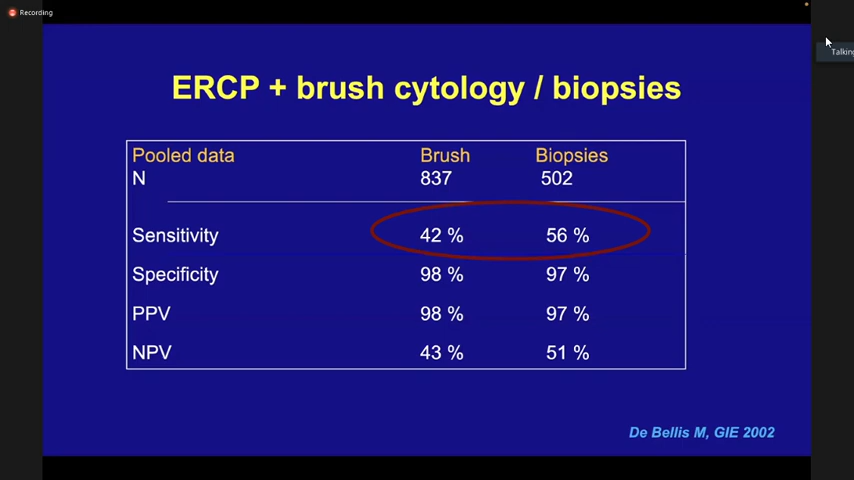 Recording
Talking
ERCP + brush cytology / biopsies
Pooled data Brush Biopsies
N 837 502
Sensitivity 42 % 56 %
Specificity 98 % 97 %
PPV 98 % 97 %
NPV 43 % 51 %
De Bellis M, GIE 2002